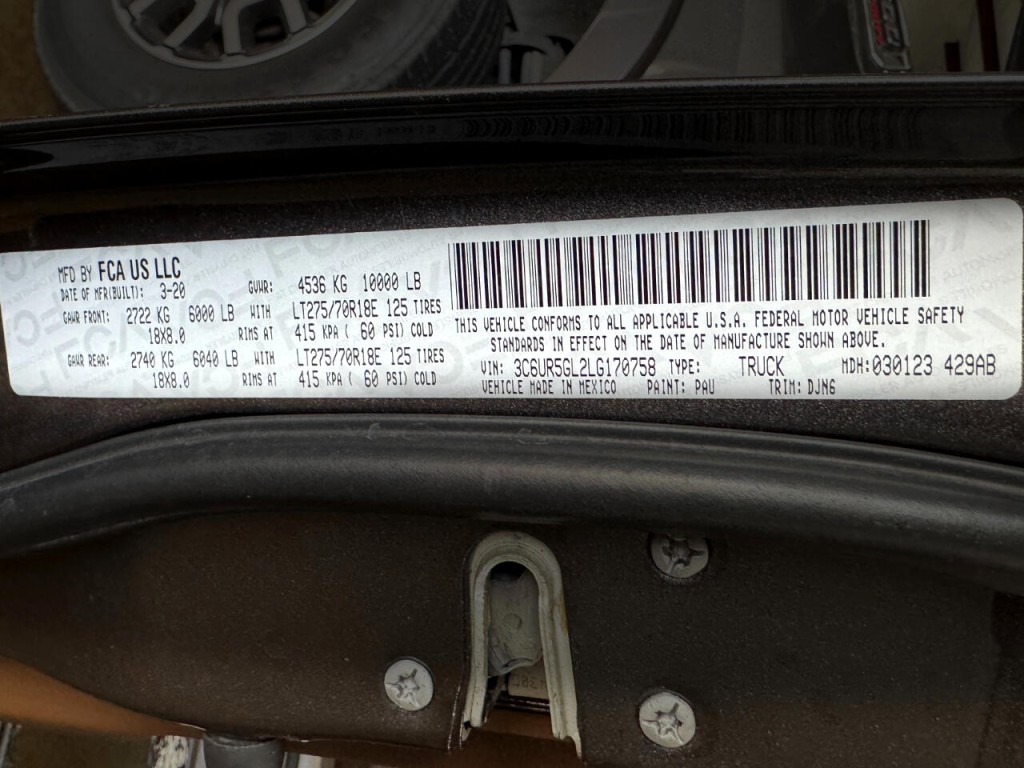 MFD BY FCA US LLC
DATE OF MFR(BUILT): 3-20 GVWR: 4536 KG 10000 LB
GAWR FRONT: 2722 KG 6000 LB WITH LT275/70R18E 125 TIRES
18X8.0 RIMS AT 415 KPA ( 60 PSI) COLD
GAWR REAR: 2740 KG 6040 LB WITH LT275/70R18E 125 TIRES
18X8.0 RIMS AT 415 KPA ( 60 PSI) COLD
THIS VEHICLE CONFORMS TO ALL APPLICABLE U.S.A. FEDERAL MOTOR VEHICLE SAFETY
STANDARDS IN EFFECT ON THE DATE OF MANUFACTURE SHOWN ABOVE.
VIN: 3C6UR5GL2LG170758 TYPE: TRUCK MDH:030123 429AB
VEHICLE MADE IN MEXICO PAINT: PAU TRIM: DJN6